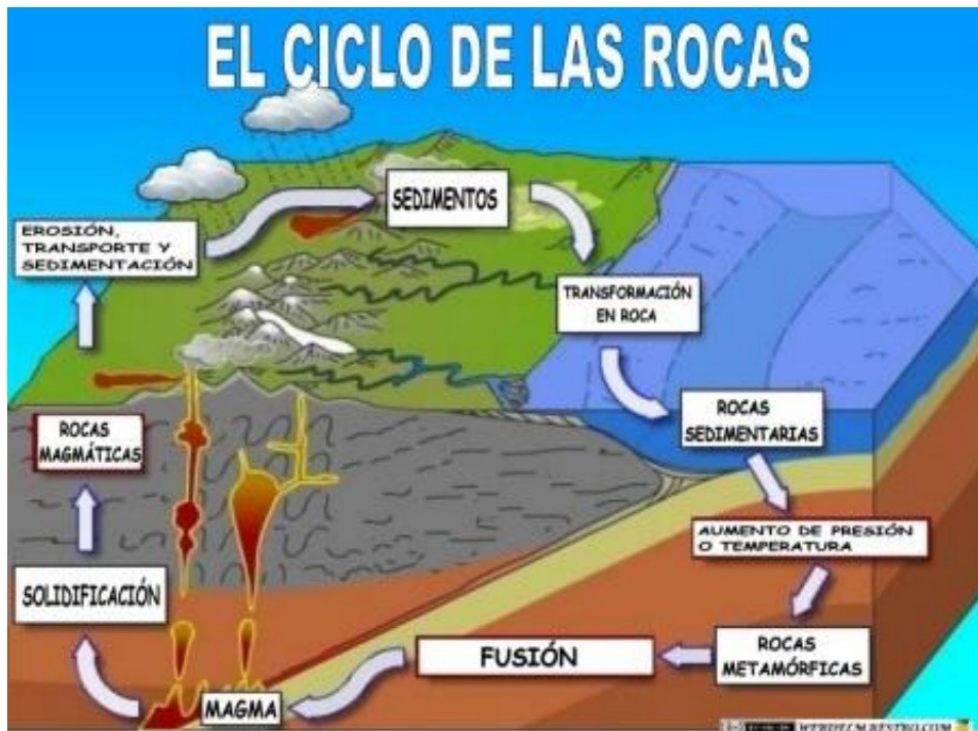 EL CICLO DE LAS ROCAS
SEDIMENTOS
EROSIÓN,
TRANSPORTE Y
SEDIMENTACIÓN
TRANSFORMACIÓN
EN ROCA
ROCAS
SEDIMENTARIAS
ROCAS
MAGMÁTICAS
AUMENTO DE PRESIÓN
O TEMPERATURA
SOLIDIFICACIÓN
ROCAS
METAMÓRFICAS
FUSIÓN
MAGMA